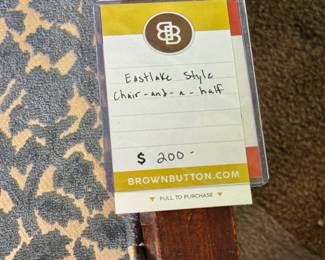 BB
Eastlake Style
Chair-and-a-half
$ 200-
BROWNBUTTON.COM
PULL TO PURCHASE